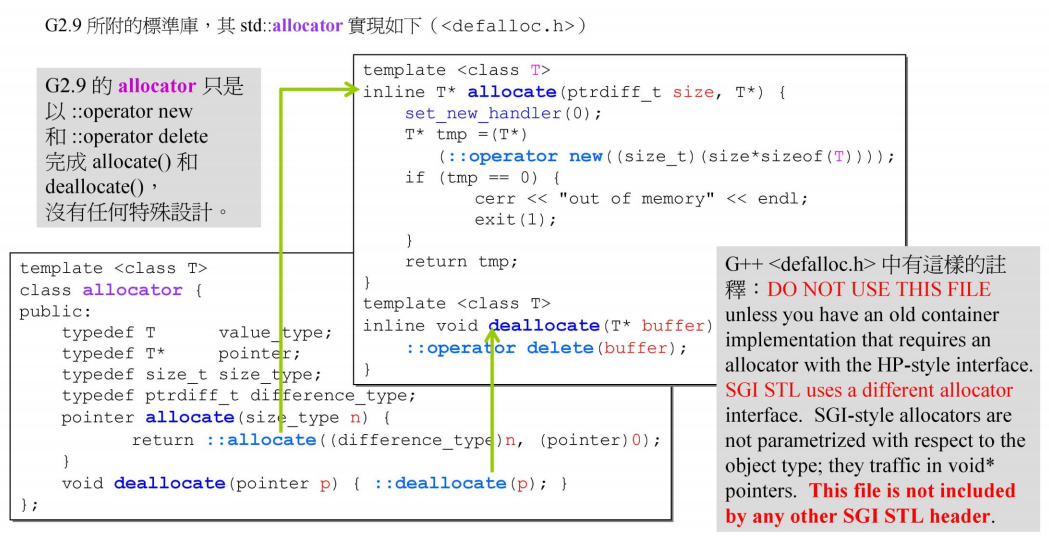 G2.9 所附的標準庫，其 std::allocator 實現如下（<defalloc.h>）
G2.9 的 allocator 只是
以 ::operator new
和 ::operator delete
完成 allocate() 和
deallocate()，
沒有任何特殊設計。
template <class T>
inline T* allocate(ptrdiff_t size, T*) {
    set_new_handler(0);
    T* tmp =(T*)
       (::operator new((size_t)(size*sizeof(T))));
    if (tmp == 0) {
          cerr << "out of memory" << endl;
          exit(1);
    }
    return tmp;
}
template <class T>
inline void deallocate(T* buffer)
    ::operator delete(buffer);
}
template <class T>
class allocator {
public:
    typedef T      value_type;
    typedef T*     pointer;
    typedef size_t size_type;
    typedef ptrdiff_t difference_type;
    pointer allocate(size_type n) {
          return ::allocate((difference_type)n, (pointer)0);
    }
    void deallocate(pointer p) { ::deallocate(p); }
};
G++ <defalloc.h> 中有這樣的註
釋：DO NOT USE THIS FILE
unless you have an old container
implementation that requires an
allocator with the HP-style interface.
SGI STL uses a different allocator
interface.  SGI-style allocators are
not parametrized with respect to the
object type; they traffic in void*
pointers.  This file is not included
by any other SGI STL header.